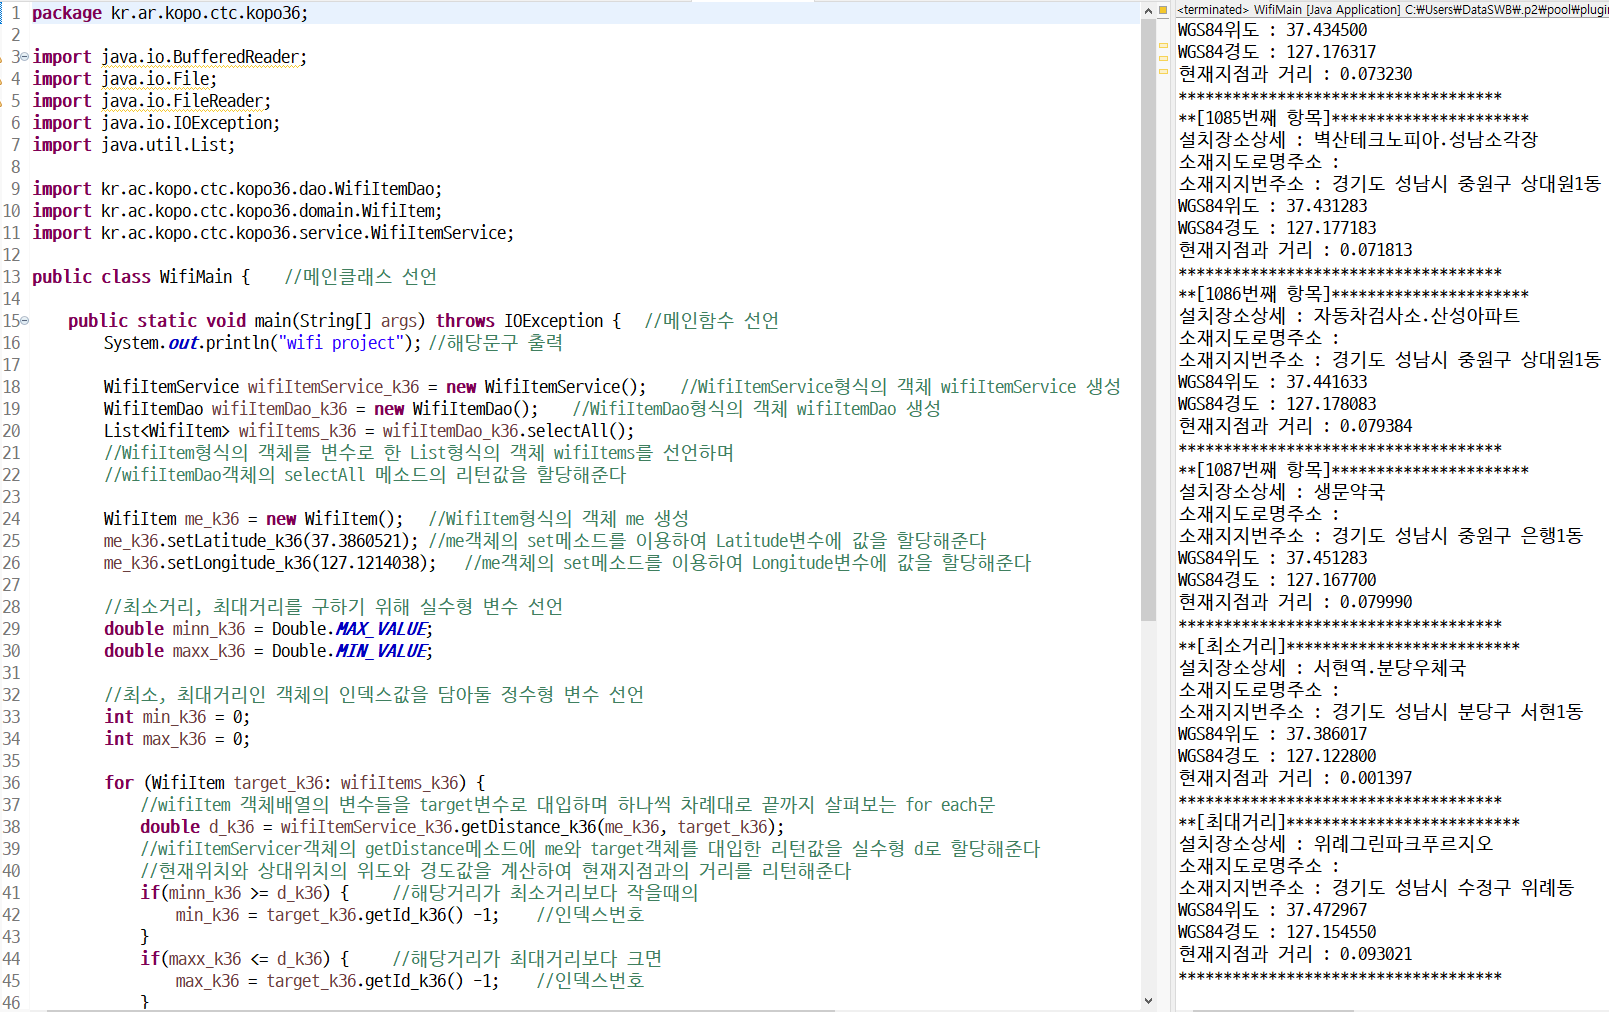 package kr.ar.kopo.ctc.kopo36;
import java.io.BufferedReader;
import java.io.File;
import java.io.FileReader;
import java.io.IOException;
import java.util.List;
import kr.ac.kopo.ctc.kopo36.dao.WifiItemDao;
import kr.ac.kopo.ctc.kopo36.domain.WifiItem;
import kr.ac.kopo.ctc.kopo36.service.WifiItemService;
public class WifiMain { //메인클래스 선언
public static void main(String[] args) throws IOException { //메인함수 선언
System.out.println("wifi project"); //해당문구 출력
WifiItemService wifiItemService_k36 = new WifiItemService(); //WifiItemService형식의 객체 wifiItemService 생성
WifiItemDao wifiItemDao_k36 = new WifiItemDao(); //WifiItemDao형식의 객체 wifiItemDao 생성
List<WifiItem> wifiItems_k36 = wifiItemDao_k36.selectAll();
//WifiItem형식의 객체를 변수로 한 List형식의 객체 wifiItems를 선언하며
//wifiItemDao객체의 selectAll 메소드의 리턴값을 할당해준다
WifiItem me_k36 = new WifiItem(); //WifiItem형식의 객체 me 생성
me_k36.setLatitude_k36(37.3860521); //me객체의 set메소드를 이용하여 Latitude변수에 값을 할당해준다
me_k36.setLongitude_k36(127.1214038); //me객체의 set메소드를 이용하여 Longitude변수에 값을 할당해준다
//최소거리, 최대거리를 구하기 위해 실수형 변수 선언
double minn_k36 = Double.MAX_VALUE;
double maxx_k36 = Double.MIN_VALUE;
//최소, 최대거리인 객체의 인덱스값을 담아둘 정수형 변수 선언
int min_k36 = 0;
int max_k36 = 0;
for (WifiItem target_k36: wifiItems_k36) {
//wifiItem 객체배열의 변수들을 target변수로 대입하며 하나씩 차례대로 끝까지 살펴보는 for each문
double d_k36 = wifiItemService_k36.getDistance_k36(me_k36, target_k36);
//wifiItemServicer객체의 getDistance메소드에 me와 target객체를 대입한 리턴값을 실수형 d로 할당해준다
//현재위치와 상대위치의 위도와 경도값을 계산하여 현재지점과의 거리를 리턴해준다
if(minn_k36 >= d_k36) { //해당거리가 최소거리보다 작을때의
min_k36 = target_k36.getId_k36() -1; //인덱스번호
}
if(maxx_k36 <= d_k36) { //해당거리가 최대거리보다 크면
max_k36 = target_k36.getId_k36() -1; //인덱스번호
}
<terminated> WifiMain [Java Application] C:₩Users₩DataSWB₩.p2₩pool₩plugin
WGS84위도 : 37.434500
WGS84경도 : 127.176317
현재지점과 거리 : 0.073230
************************************
**[1085번째 항목]**********************
설치장소상세 : 벽산테크노피아.성남소각장
소재지도로명주소 :
소재지지번주소 : 경기도 성남시 중원구 상대원1동
WGS84위도 : 37.431283
WGS84경도 : 127.177183
현재지점과 거리 : 0.071813
************************************
**[1086번째 항목]**********************
설치장소상세 : 자동차검사소.산성아파트
소재지도로명주소 :
소재지지번주소 : 경기도 성남시 중원구 상대원1동
WGS84위도 : 37.441633
WGS84경도 : 127.178083
현재지점과 거리 : 0.079384
************************************
**[1087번째 항목]**********************
설치장소상세 : 생문약국
소재지도로명주소 :
소재지지번주소 : 경기도 성남시 중원구 은행1동
WGS84위도 : 37.451283
WGS84경도 : 127.167700
현재지점과 거리 : 0.079990
************************************
**[최소거리]**************************
설치장소상세 : 서현역.분당우체국
소재지도로명주소 :
소재지지번주소 : 경기도 성남시 분당구 서현1동
WGS84위도 : 37.386017
WGS84경도 : 127.122800
현재지점과 거리 : 0.001397
************************************
**[최대거리]**************************
설치장소상세 : 위례그린파크푸르지오
소재지도로명주소 :
소재지지번주소 : 경기도 성남시 수정구 위례동
WGS84위도 : 37.472967
WGS84경도 : 127.154550
현재지점과 거리 : 0.093021
************************************